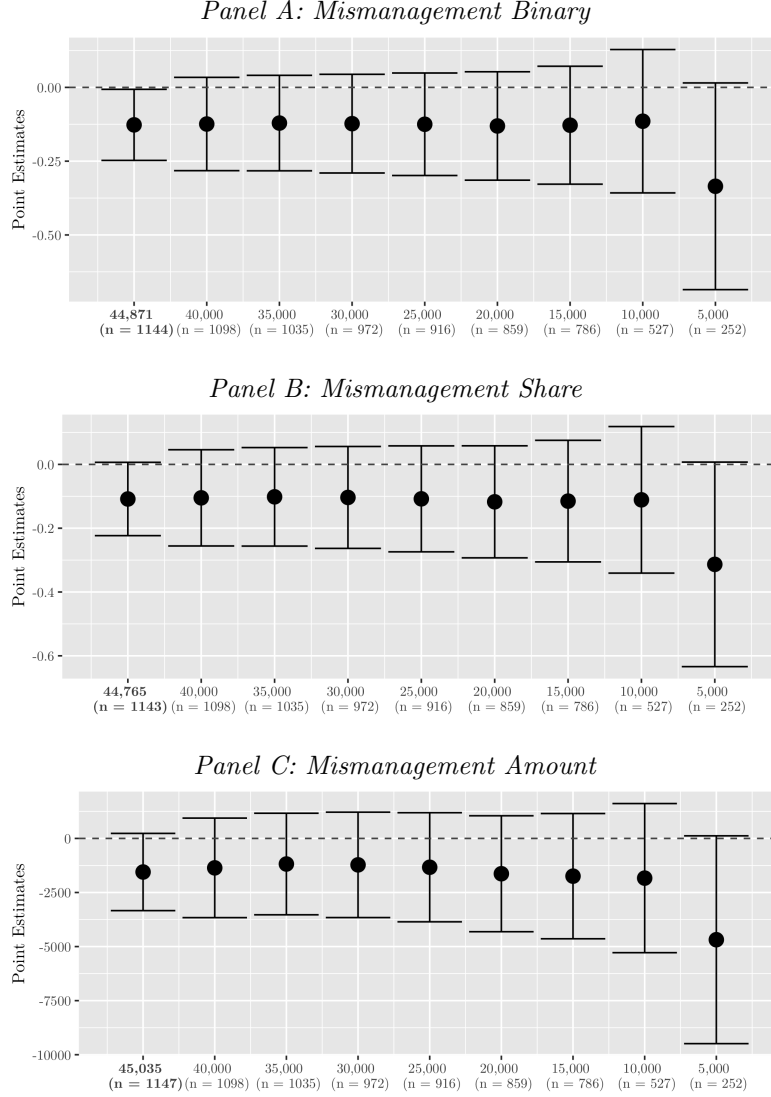 Panel A: Mismanagement Binary
Point Estimates
0.00
-0.25
-0.50
44,871 40,000 35,000 30,000 25,000 20,000 15,000 10,000 5,000
(n = 1144) (n = 1098) (n = 1035) (n = 972) (n = 916) (n = 859) (n = 786) (n = 527) (n = 252)
Panel B: Mismanagement Share
Point Estimates
0.0
-0.2
-0.4
-0.6
44,765 40,000 35,000 30,000 25,000 20,000 15,000 10,000 5,000
(n = 1143) (n = 1098) (n = 1035) (n = 972) (n = 916) (n = 859) (n = 786) (n = 527) (n = 252)
Panel C: Mismanagement Amount
Point Estimates
0
-2500
-5000
-7500
-10000
45,035 40,000 35,000 30,000 25,000 20,000 15,000 10,000 5,000
(n = 1147) (n = 1098) (n = 1035) (n = 972) (n = 916) (n = 859) (n = 786) (n = 527) (n = 252)